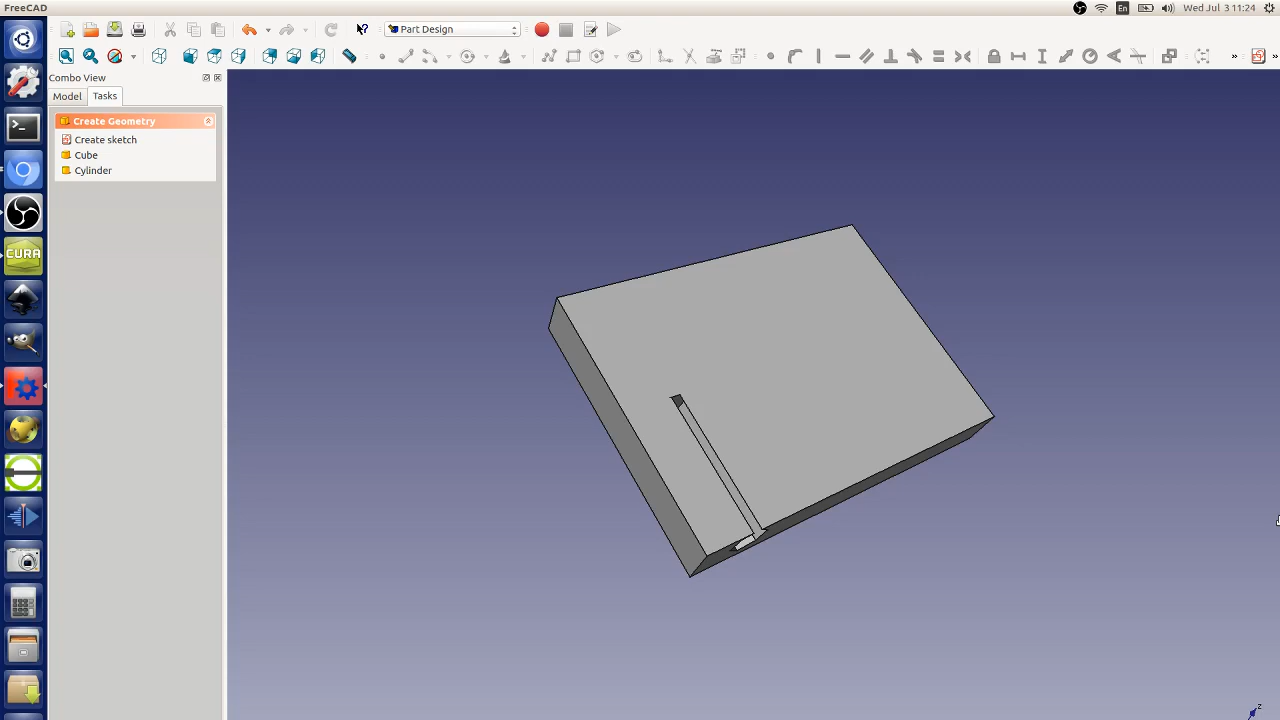 FreeCAD
En
Wed Jul 3 11:24
Part Design
Combo View
Model
Tasks
Create Geometry
Create sketch
Cube
Cylinder
CURA
z